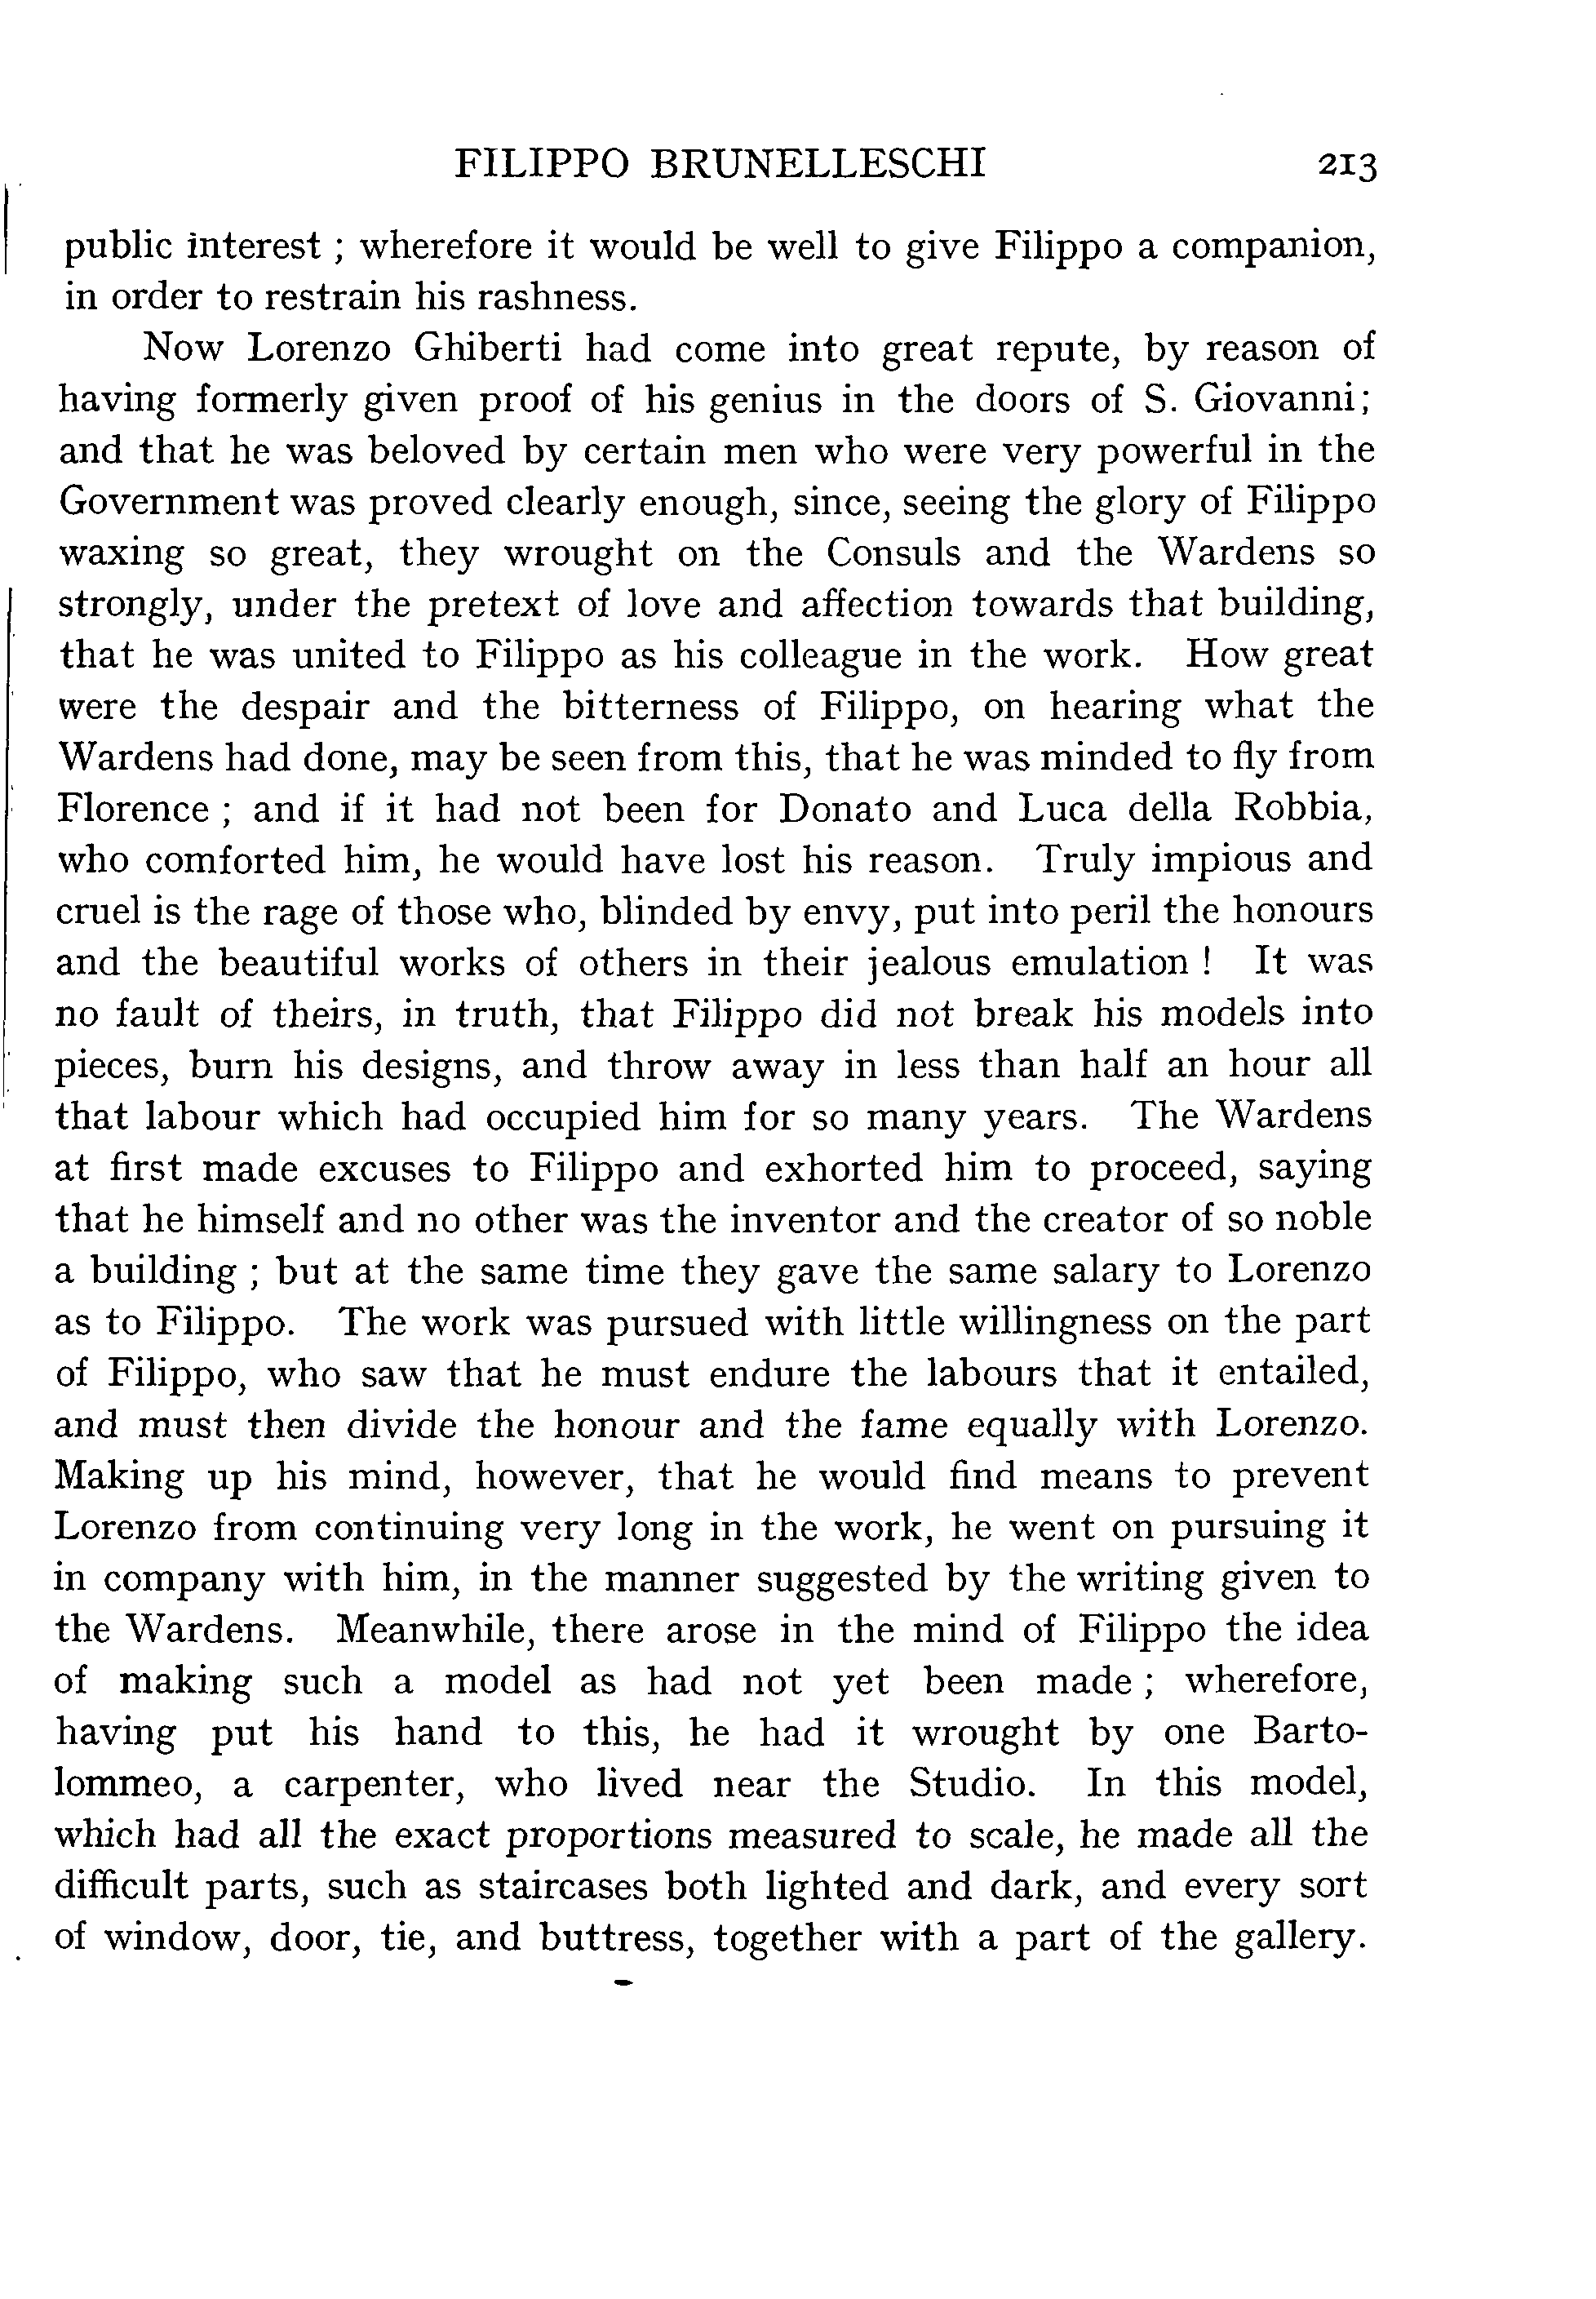 FILIPPO BRUNELLESCHI 213
public interest ; wherefore it would be well to give Filippo a companion,
in order to restrain his rashness.
Now Lorenzo Ghiberti had come into great repute, by reason of
having formerly given proof of his genius in the doors of S. Giovanni;
and that he was beloved by certain men who were very powerful in the
Government was proved clearly enough, since, seeing the glory of Filippo
waxing so great, they wrought on the Consuls and the Wardens so
strongly, under the pretext of love and affection towards that building,
that he was united to Filippo as his colleague in the work. How great
were the despair and the bitterness of Filippo, on hearing what the
Wardens had done, may be seen from this, that he was minded to fly from
Florence ; and if it had not been for Donato and Luca della Robbia,
who comforted him, he would have lost his reason. Truly impious and
cruel is the rage of those who, blinded by envy, put into peril the honours
and the beautiful works of others in their jealous emulation ! It was
no fault of theirs, in truth, that Filippo did not break his models into
pieces, burn his designs, and throw away in less than half an hour all
that labour which had occupied him for so many years. The Wardens
at first made excuses to Filippo and exhorted him to proceed, saying
that he himself and no other was the inventor and the creator of so noble
a building ; but at the same time they gave the same salary to Lorenzo
as to Filippo. The work was pursued with little willingness on the part
of Filippo, who saw that he must endure the labours that it entailed,
and must then divide the honour and the fame equally with Lorenzo.
Making up his mind, however, that he would find means to prevent
Lorenzo from continuing very long in the work, he went on pursuing it
in company with him, in the manner suggested by the writing given to
the Wardens. Meanwhile, there arose in the mind of Filippo the idea
of making such a model as had not yet been made ; wherefore,
having put his hand to this, he had it wrought by one Barto-
lommeo, a carpenter, who lived near the Studio. In this model,
which had all the exact proportions measured to scale, he made all the
difficult parts, such as staircases both lighted and dark, and every sort
of window, door, tie, and buttress, together with a part of the gallery.